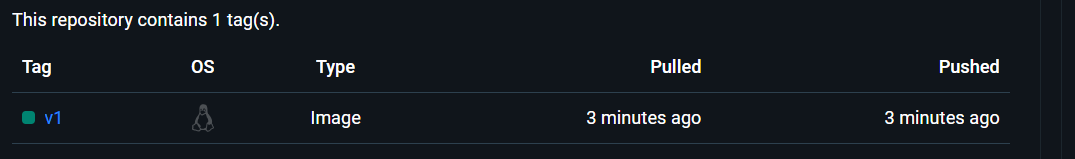 This repository contains 1 tag(s).
Tag OS Type Pulled Pushed
v1 Image 3 minutes ago 3 minutes ago